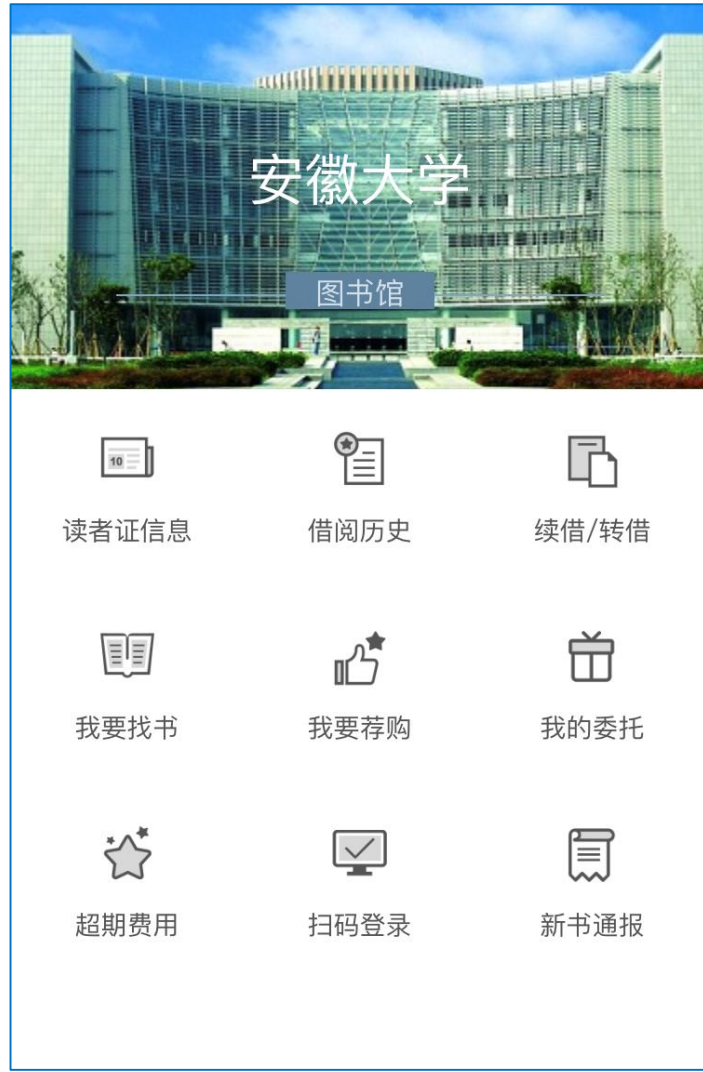 安徽大学
图书馆
10
读者证信息 借阅历史 续借/转借
我要找书 我要荐购 我的委托
超期费用 扫码登录 新书通报